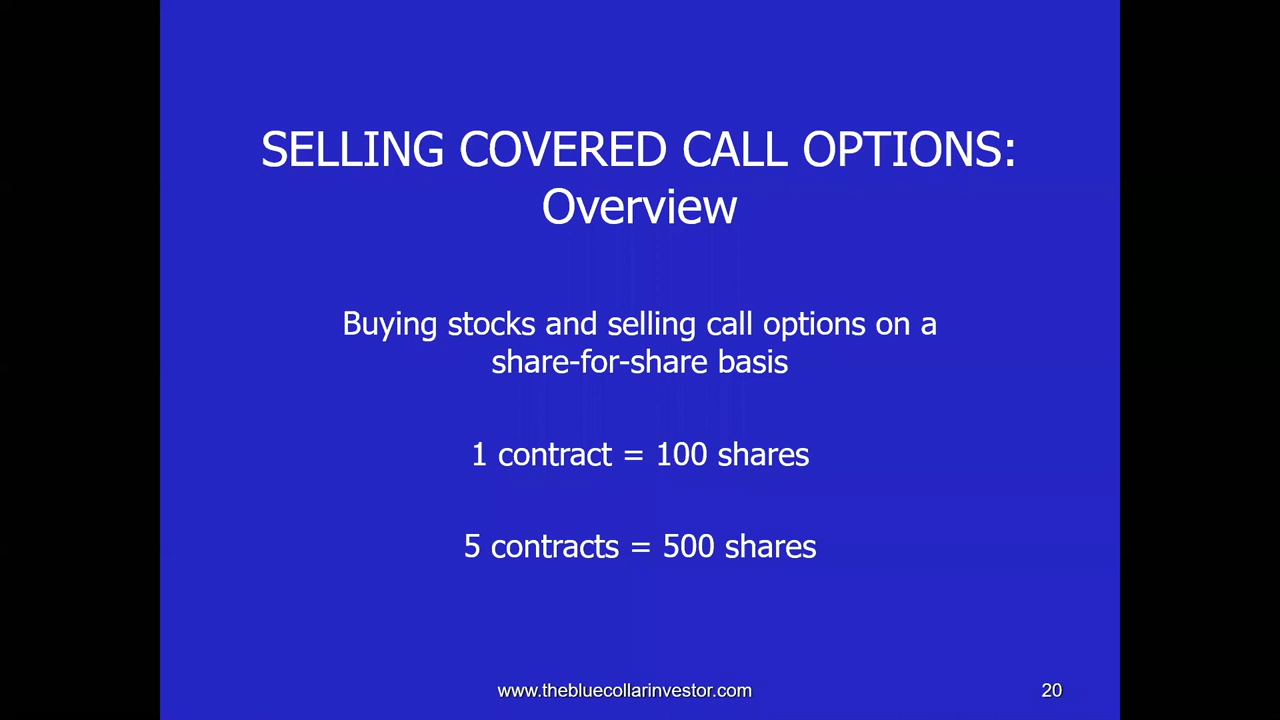 SELLING COVERED CALL OPTIONS:
Overview
Buying stocks and selling call options on a
share-for-share basis
1 contract = 100 shares
5 contracts = 500 shares
www.thebluecollarinvestor.com
20